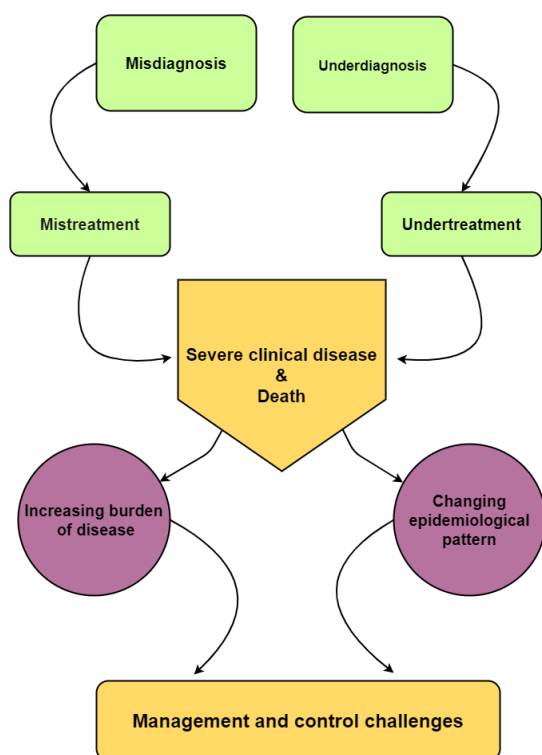 Misdiagnosis
Underdiagnosis
Mistreatment
Undertreatment
Severe clinical disease
&
Death
Increasing burden
of disease
Changing
epidemiological
pattern
Management and control challenges